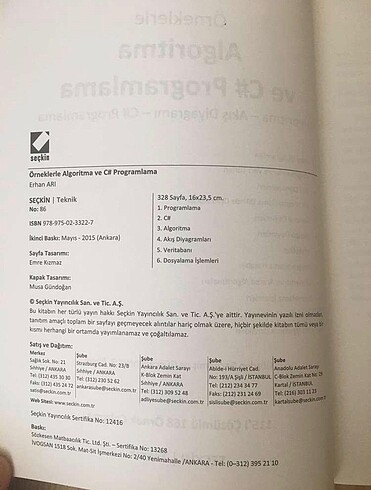 Örneklerle
Algoritma
ve C# Programlama
seçkin
Örneklerle Algoritma ve C# Programlama
Erhan ARI
SEÇKİN | Teknik
No: 86
ISBN 978-975-02-3322-7
İkinci Baskı: Mayıs - 2015 (Ankara)
Sayfa Tasarımı:
Emre Kızmaz
Kapak Tasarımı:
Musa Gündoğan
328 Sayfa, 16x23,5 cm.
1. Programlama
2. C#
3. Algoritma
4. Akış Diyagramları
5. Veritabanı
6. Dosyalama İşlemleri
© Seçkin Yayıncılık San. ve Tic. A.Ş.
Bu kitabın her türlü yayın hakkı Seçkin Yayıncılık San. ve Tic. A.Ş.'ye aittir. Yayınevinin yazılı izni olmadan,
tanıtım amaçlı toplam bir sayfayı geçmeyecek alıntılar hariç olmak üzere, hiçbir şekilde kitabın tümü veya bir
kısmı herhangi bir ortamda yayınlanamaz ve çoğaltılamaz.
Satış ve Dağıtım:
Merkez
Sağlık Sok. No: 21
Sıhhiye / ANKARA
Tel: (312) 435 30 30
Faks: (312) 435 24 72
satis@seckin.com.tr
Şube
Strazburg Cad. No: 23/B
Sıhhiye / ANKARA
Tel: (312) 230 52 62
Şube
Ankara Adalet Sarayı
K-Blok Zemin Kat
Sıhhiye / ANKARA
Tel: (312) 309 52 48
adliyesube@seckin.com.tr
Şube
Abide-i Hürriyet Cad.
No: 193/A Şişli / İSTANBUL
Tel: (212) 234 34 77
Faks: (212) 231 24 69
sislisube@seckin.com.tr
Şube
Anadolu Adalet Sarayı
C-Blok Zemin Kat No:
Kartal / İSTANBUL
Tel: (216) 303 11 23
kartalsube@seckin.com.tr
Web Sitesi: www.seckin.com.tr
Seçkin Yayıncılık Sertifika No: 12416
Baskı:
Sözkesen Matbaacılık Tic. Ltd. Şti. – Sertifika No: 13268
İVOGSAN 1518 Sok. Mat-Sit İşmerkezi No: 2/40 Yenimahalle /ANKARA - Tel: (0–312) 395 21 10